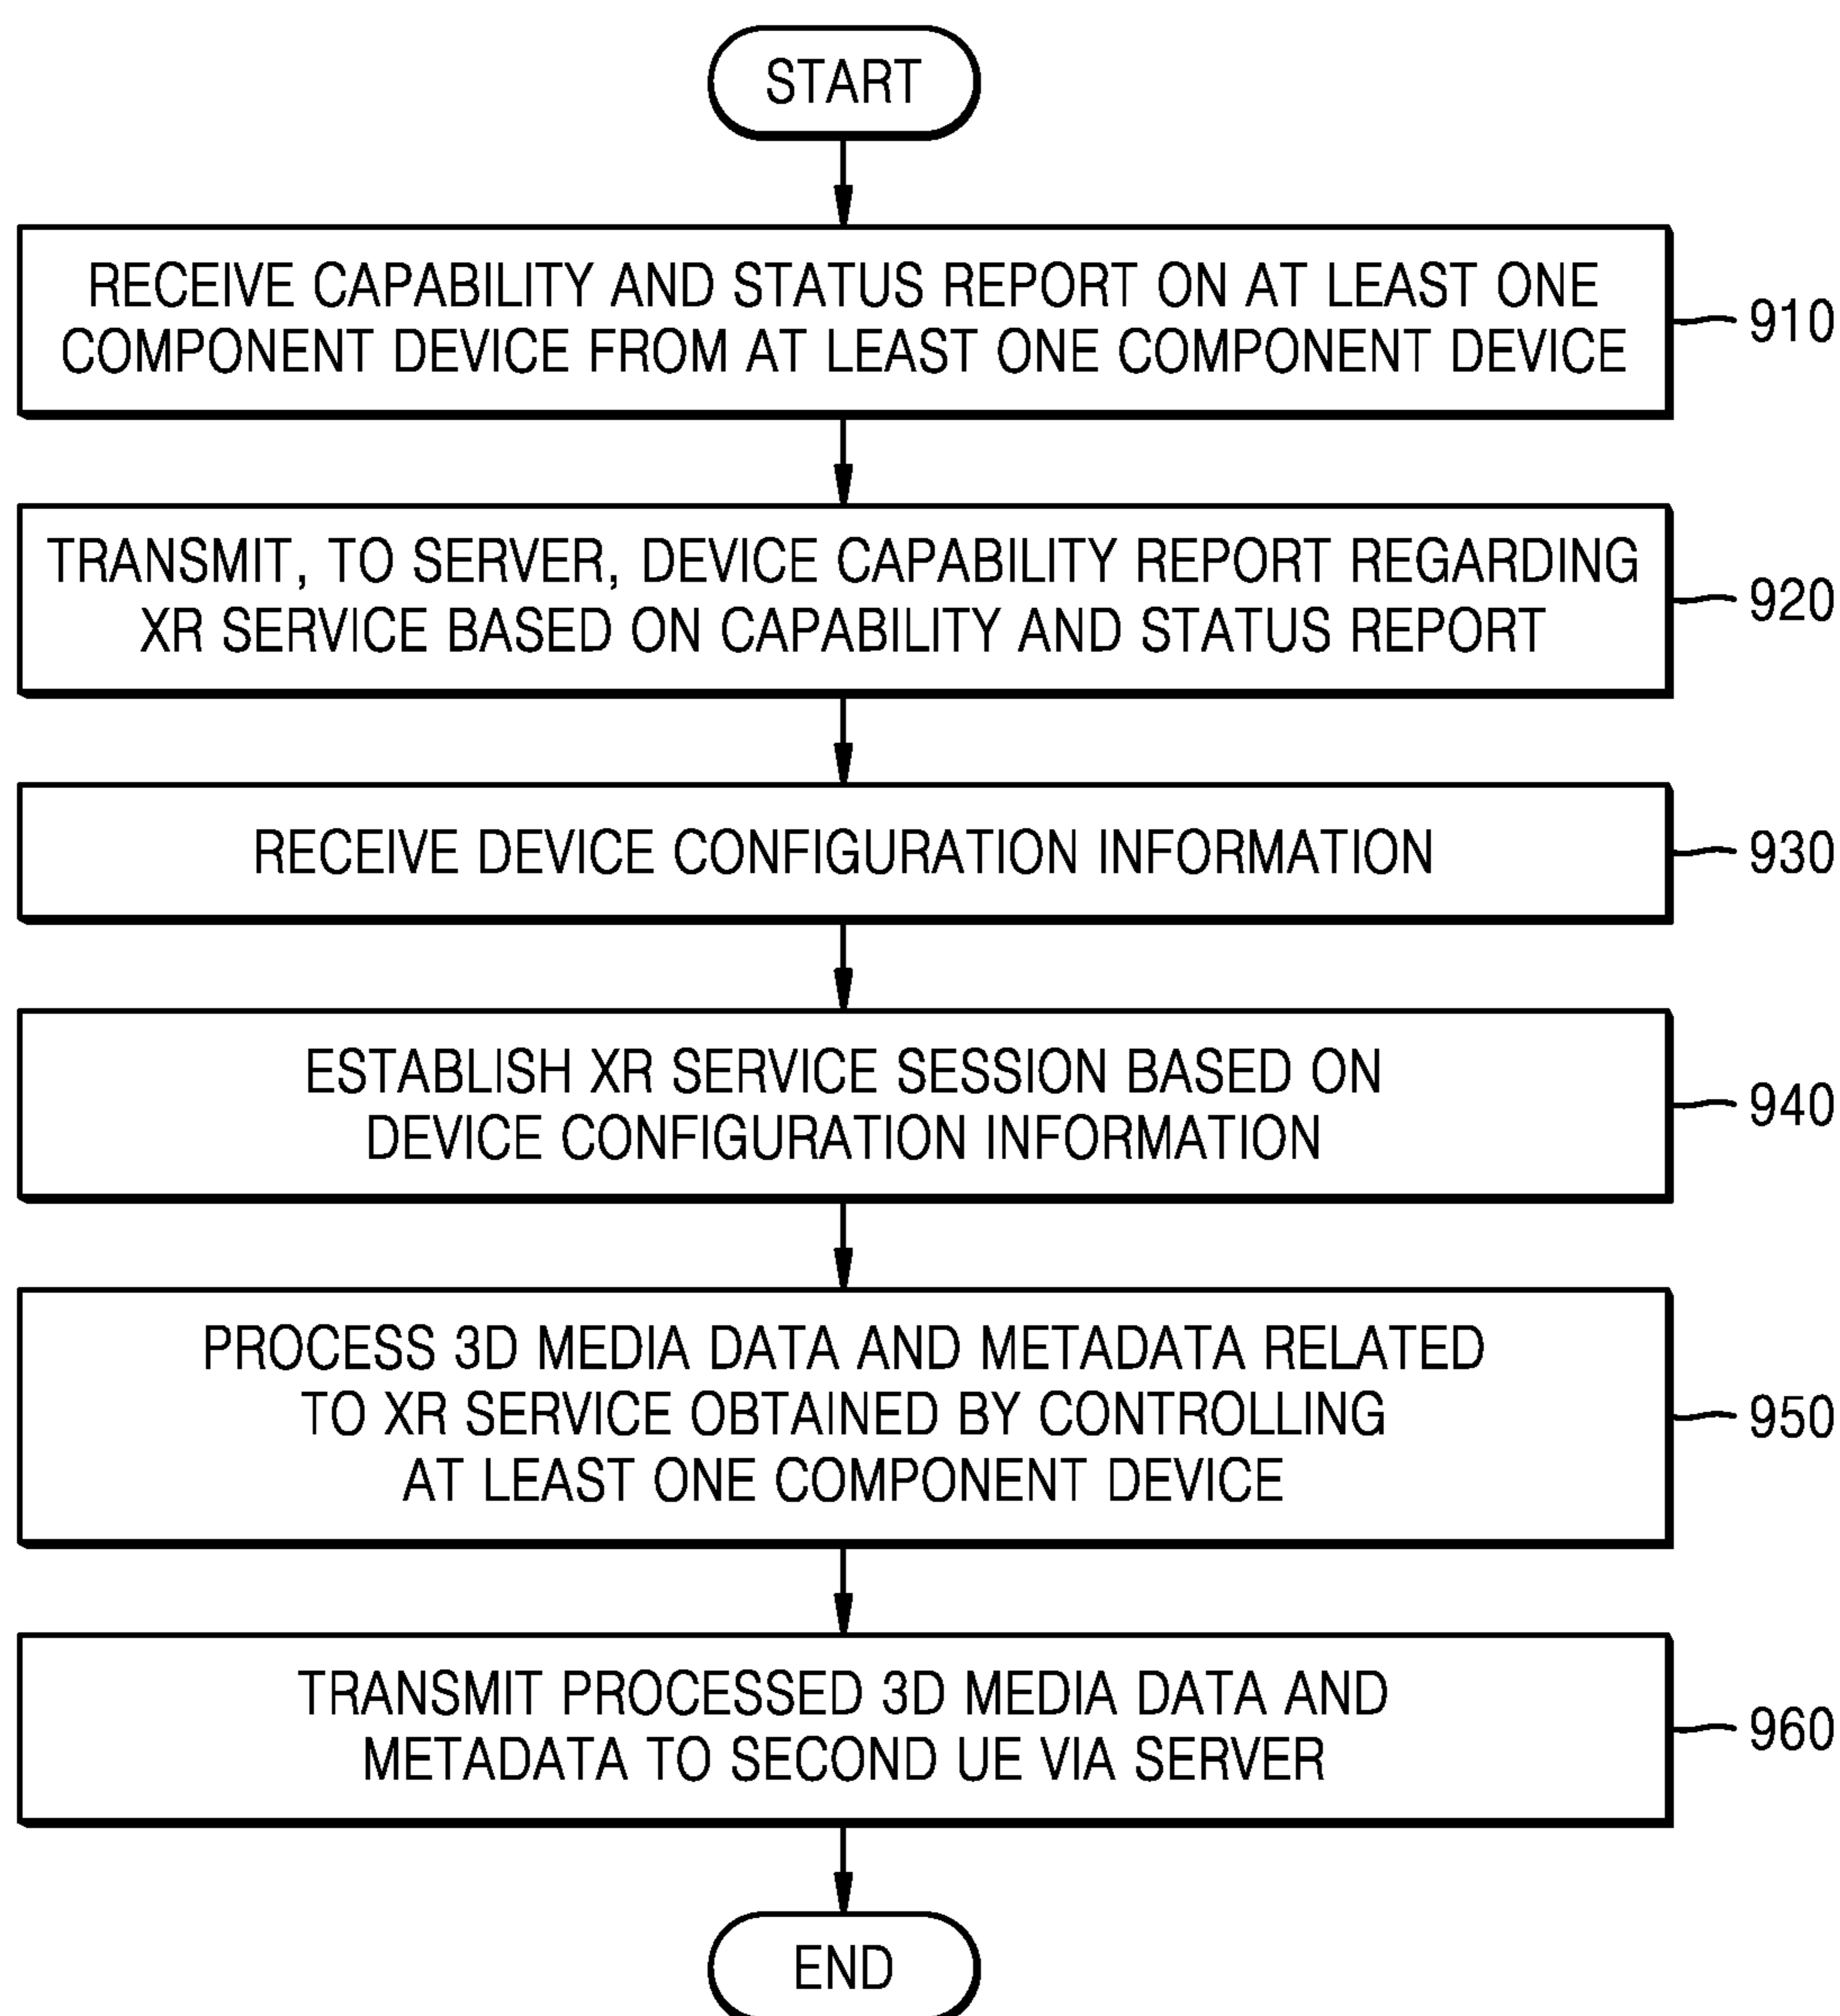 START
RECEIVE CAPABILITY AND STATUS REPORT ON AT LEAST ONE
COMPONENT DEVICE FROM AT LEAST ONE COMPONENT DEVICE
910
TRANSMIT, TO SERVER, DEVICE CAPABILITY REPORT REGARDING
XR SERVICE BASED ON CAPABILITY AND STATUS REPORT
920
RECEIVE DEVICE CONFIGURATION INFORMATION
930
ESTABLISH XR SERVICE SESSION BASED ON
DEVICE CONFIGURATION INFORMATION
940
PROCESS 3D MEDIA DATA AND METADATA RELATED
TO XR SERVICE OBTAINED BY CONTROLLING
AT LEAST ONE COMPONENT DEVICE
950
TRANSMIT PROCESSED 3D MEDIA DATA AND
METADATA TO SECOND UE VIA SERVER
960
END